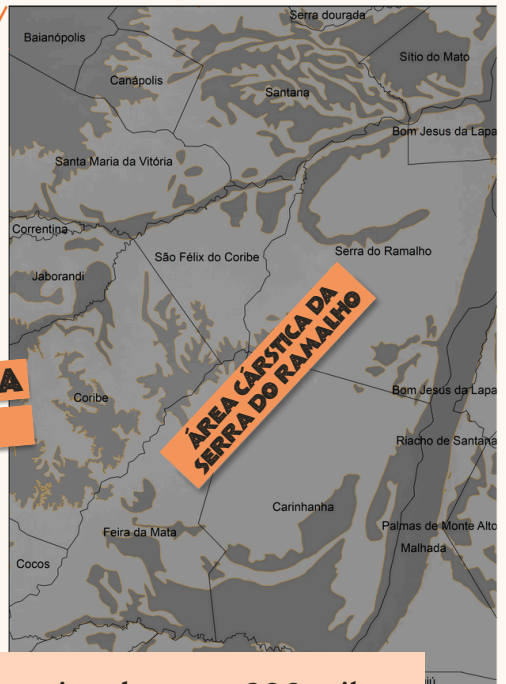 Serra dourada
Baianópolis
Sítio do Mato
Canápolis
Santana
Bom Jesus da Lapa
Santa Maria da Vitória
Correntina
São Félix do Coribe
Serra do Ramalho
Jaborandi
ÁREA CÁRSTICA DA
SERRA DO RAMALHO
A
Bom Jesus da Lapa
Coribe
Riacho de Santana
Carinhanha
Palmas de Monte Alto
Feira da Mata
Malhada
Cocos